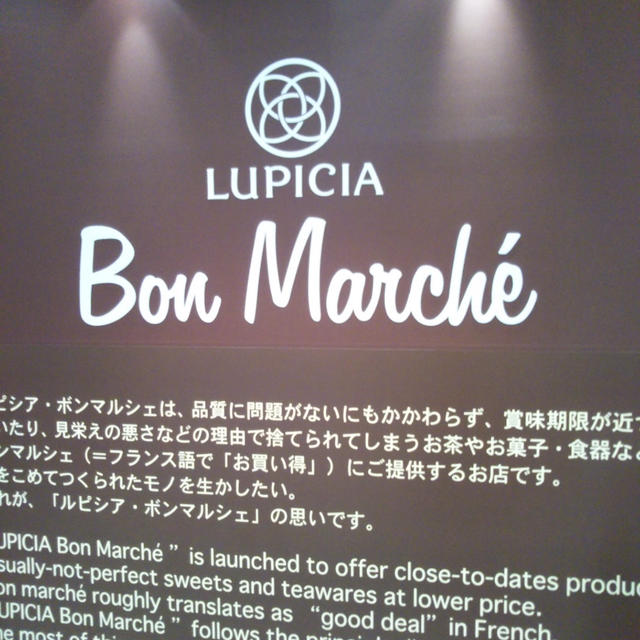 LUPICIA
Bon Marché
ピシア・ボンマルシェは、品質に問題がないにもかかわらず、賞味期限が近
いたり、見栄えの悪さなどの理由で捨てられてしまうお茶やお菓子・食器な
ンマルシェ（=フランス語で「お買い得」）にご提供するお店です。
をこめてつくられたモノを生かしたい。
れが、「ルピシア・ボンマルシェ」の思いです。
UPICIA Bon Marché ” is launched to offer close-to-dates produc
sually-not-perfect sweets and teawares at lower price.
on marché roughly translates as “good deal” in French.
UPICIA Bon Marché ” follows the
e most of